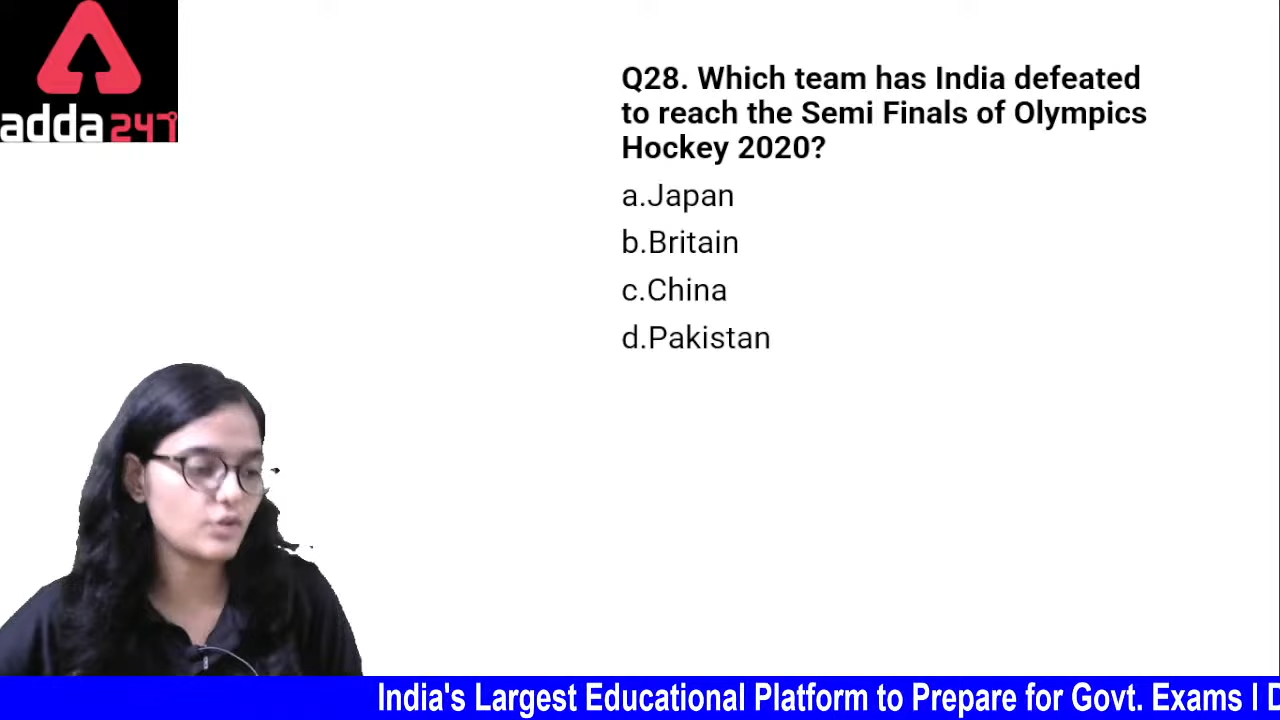 adda247
Q28. Which team has India defeated
to reach the Semi Finals of Olympics
Hockey 2020?
a.Japan
b.Britain
c.China
d.Pakistan
India's Largest Educational Platform to Prepare for Govt. Exams I D